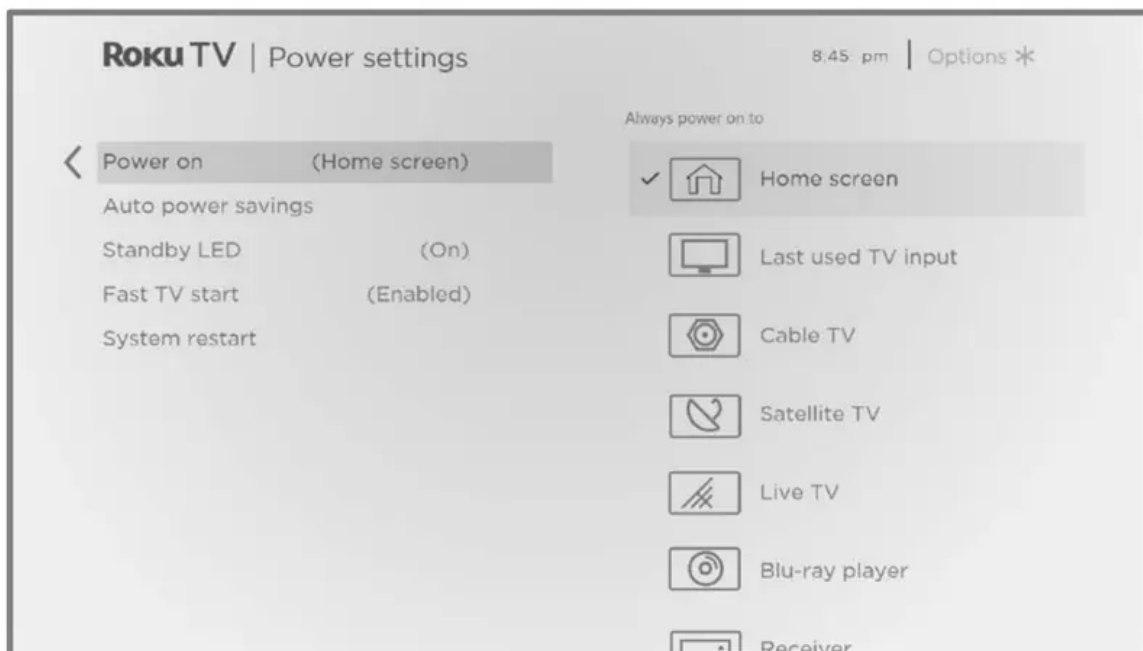 Roku TV | Power settings
8:45 pm | Options *
Power on (Home screen)
Auto power savings
Standby LED (On)
Fast TV start (Enabled)
System restart
Always power on to
Home screen
Last used TV input
Cable TV
Satellite TV
Live TV
Blu-ray player
Receiver